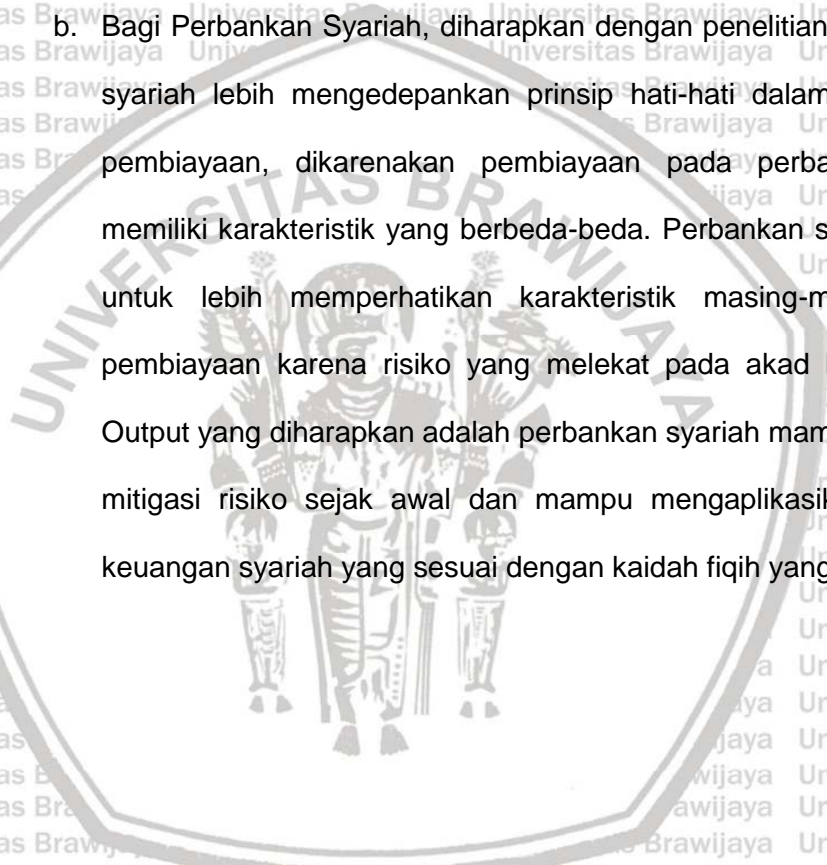 b. Bagi Perbankan Syariah, diharapkan dengan penelitian
syariah lebih mengedepankan prinsip hati-hati dalam
pembiayaan, dikarenakan pembiayaan pada perba
memiliki karakteristik yang berbeda-beda. Perbankan s
untuk lebih memperhatikan karakteristik masing-m
pembiayaan karena risiko yang melekat pada akad
Output yang diharapkan adalah perbankan syariah mam
mitigasi risiko sejak awal dan mampu mengaplikasik
keuangan syariah yang sesuai dengan kaidah fiqih yang
UNIVERSITAS BRAWIJAYA